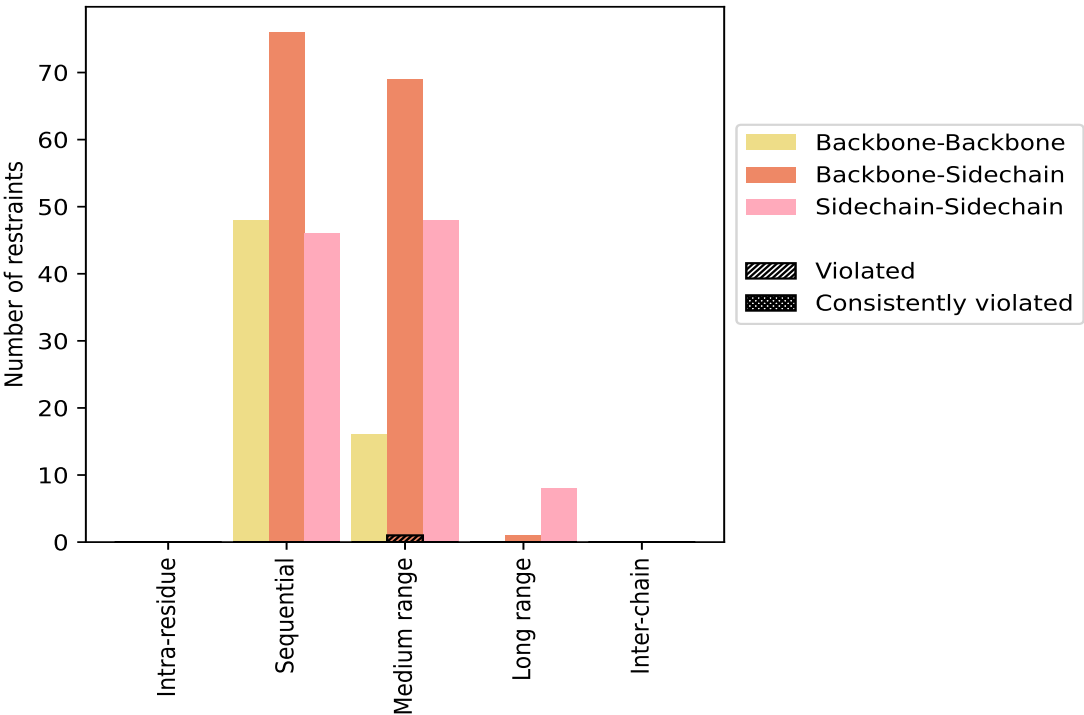 Number of restraints
70
60
50
40
30
20
10
0
Intra-residue
Sequential
Medium range
Long range
Inter-chain
Backbone-Backbone
Backbone-Sidechain
Sidechain-Sidechain
Violated
Consistently violated